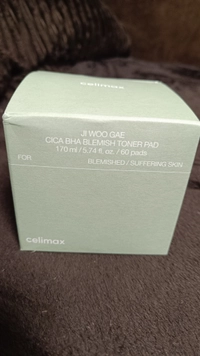 celimax
JI WOO GAE
CICA BHA BLEMISH TONER PAD
170 ml / 5.74 fl. oz. / 60 pads
FOR BLEMISHED / SUFFERING SKIN
celimax